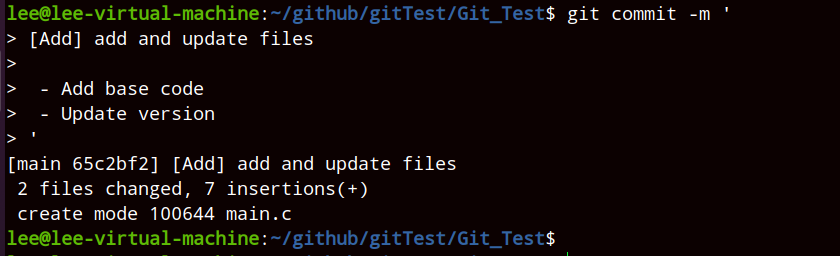 lee@lee-virtual-machine:~/github/gitTest/Git_Test$ git commit -m '
> [Add] add and update files
>
>  - Add base code
>  - Update version
> '
[main 65c2bf2] [Add] add and update files
 2 files changed, 7 insertions(+)
 create mode 100644 main.c
lee@lee-virtual-machine:~/github/gitTest/Git_Test$